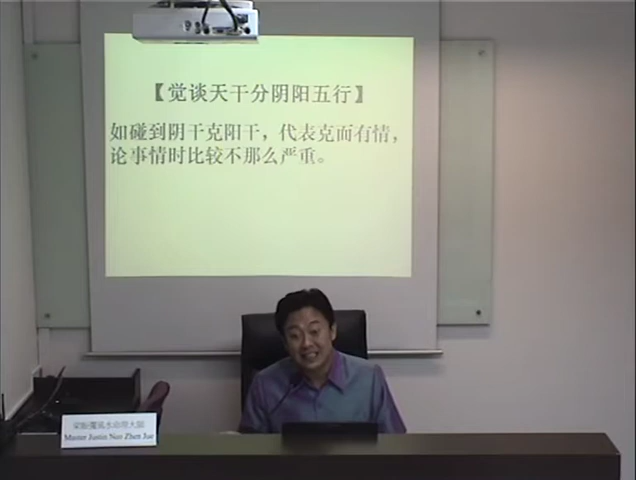 【觉谈天干分阴阳五行】
如碰到阴干克阳干，代表克而有情，
论事情时比较不那么严重。
Master Justin Neo Zhen Jue